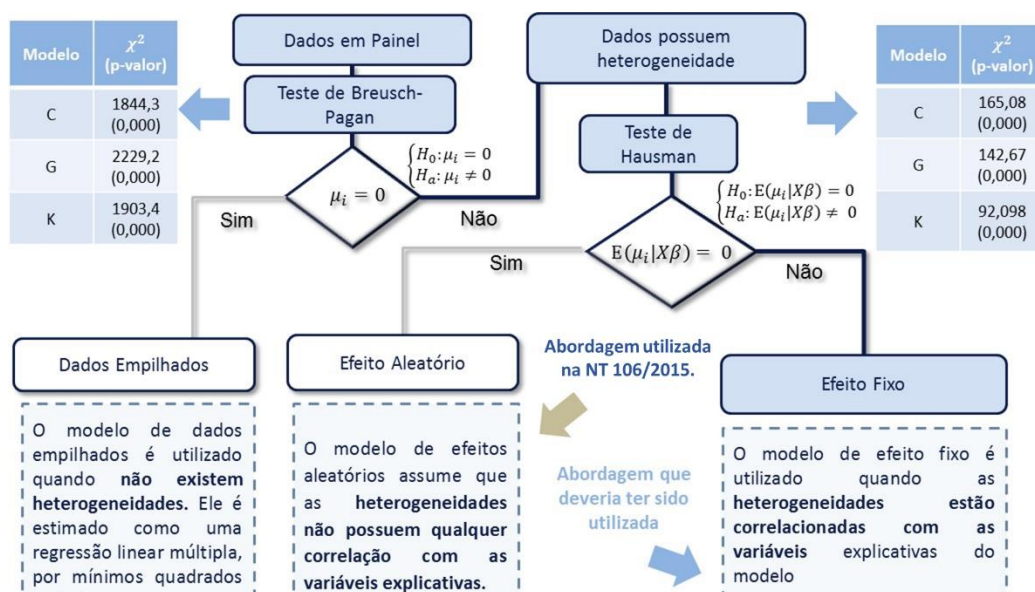 Modelo
χ²
(p-valor)
C
1844,3
(0,000)
G
2229,2
(0,000)
K
1903,4
(0,000)
Dados em Painel
Teste de Breusch-
Pagan
{H₀: μᵢ = 0
{Hₐ: μᵢ ≠ 0
μᵢ = 0
Sim
Não
Dados possuem
heterogeneidade
Teste de
Hausman
{H₀: E(μᵢ|Xβ) = 0
{Hₐ: E(μᵢ|Xβ) ≠ 0
E(μᵢ|Xβ) = 0
Sim
Não
Modelo
χ²
(p-valor)
C
165,08
(0,000)
G
142,67
(0,000)
K
92,098
(0,000)
Dados Empilhados
O modelo de dados
empilhados é utilizado
quando não existem
heterogeneidades. Ele é
estimado como uma
regressão linear múltipla,
por mínimos quadrados
Efeito Aleatório
O modelo de efeitos
aleatórios assume que
as heterogeneidades
não possuem qualquer
correlação com as
variáveis explicativas.
Abordagem utilizada
na NT 106/2015.
Abordagem que
deveria ter sido
utilizada
Efeito Fixo
O modelo de efeito fixo é
utilizado quando as
heterogeneidades estão
correlacionadas com as
variáveis explicativas do
modelo